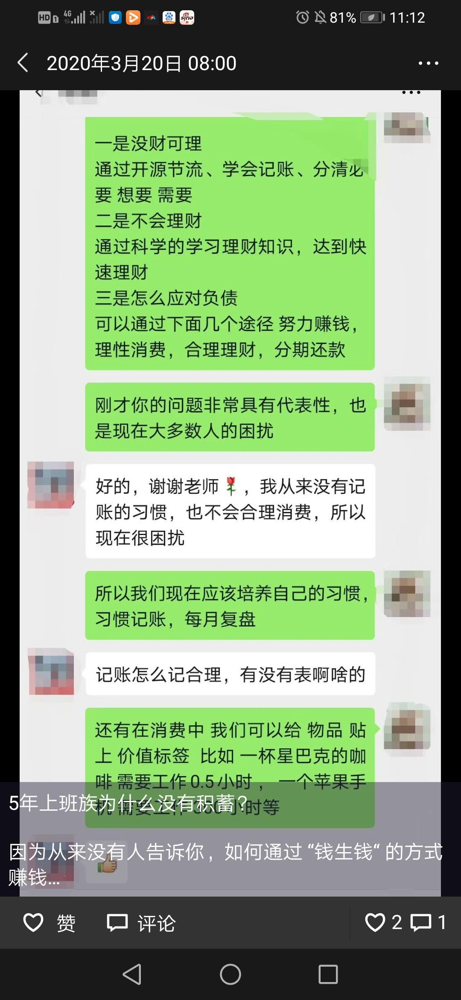 HD 1 4G 81% 11:12
2020年3月20日 08:00
一是没财可理
通过开源节流、学会记账、分清必
要 想要 需要
二是不会理财
通过科学的学习理财知识，达到快
速理财
三是怎么应对负债
可以通过下面几个途径 努力赚钱，
理性消费，合理理财，分期还款
刚才你的问题非常具有代表性，也
是现在大多数人的困扰
好的，谢谢老师🌹，我从来没有记
账的习惯，也不会合理消费，所以
现在很困扰
所以我们现在应该培养自己的习惯，
习惯记账，每月复盘
记账怎么记合理，有没有表啊啥的
还有在消费中 我们可以给 物品 贴
上 价值标签 比如 一杯星巴克的咖
啡 需要工作0.5小时， 一个苹果手
机 需要工作 小时等
5年上班族为什么没有积蓄？
因为从来没有人告诉你，如何通过“钱生钱“的方式
赚钱...
赞 评论 2 1